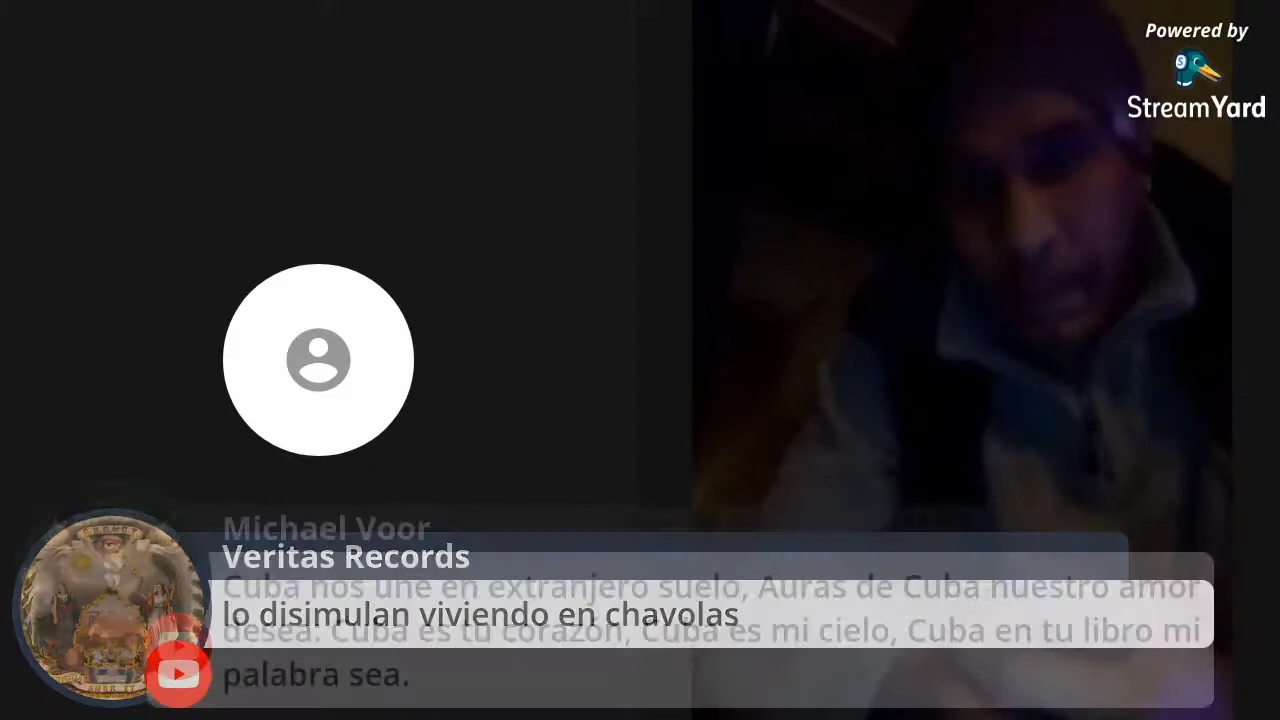 Powered by
StreamYard
Michael Voor
Veritas Records
Cuba nos une en extranjero suelo, Auras de Cuba nuestro amor
lo disimulan viviendo en chavolas
desea: Cuba es tu corazón, Cuba es mi cielo, Cuba en tu libro mi
palabra sea.